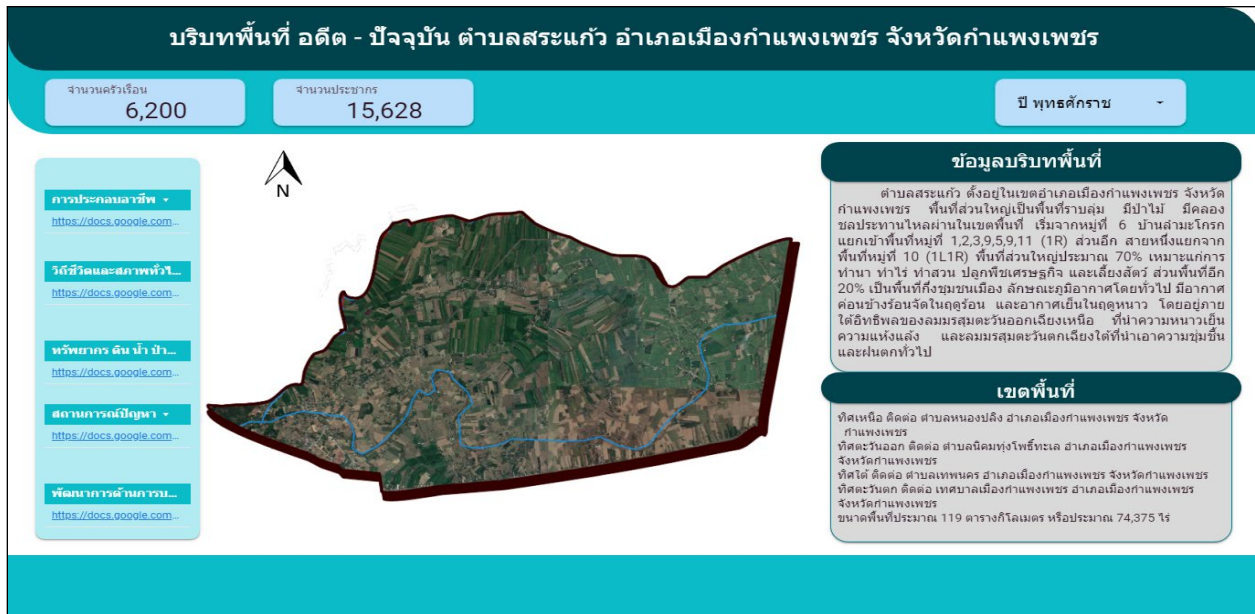 บริบทพื้นที่ อดีต - ปัจจุบัน ตำบลสระแก้ว อำเภอเมืองกำแพงเพชร จังหวัดกำแพงเพชร
จำนวนครัวเรือน
6,200
จำนวนประชากร
15,628
ปี พุทธศักราช
N
การประกอบอาชีพ
https://docs.google.com...
วิถีชีวิตและสภาพทั่วไ...
https://docs.google.com...
ทรัพยากร ดิน น้ำ ป่า...
https://docs.google.com...
สถานการณ์ปัญหา
https://docs.google.com...
พัฒนาการด้านการบ...
https://docs.google.com...
ข้อมูลบริบทพื้นที่
ตำบลสระแก้ว ตั้งอยู่ในเขตอำเภอเมืองกำแพงเพชร จังหวัด
กำแพงเพชร พื้นที่ส่วนใหญ่เป็นพื้นที่ราบลุ่ม มีป่าไม้ มีคลอง
ชลประทานไหลผ่านในเขตพื้นที่ เริ่มจากหมู่ที่ 6 บ้านลำมะโกรก
แยกเข้าพื้นที่หมู่ที่ 1,2,3,9,5,9,11 (1R) ส่วนอีก สายหนึ่งแยกจาก
พื้นที่หมู่ที่ 10 (1L1R) พื้นที่ส่วนใหญ่ประมาณ 70% เหมาะแก่การ
ทำนา ทำไร่ ทำสวน ปลูกพืชเศรษฐกิจ และเลี้ยงสัตว์ ส่วนพื้นที่อีก
20% เป็นพื้นที่กึ่งชุมชนเมือง ลักษณะภูมิอากาศโดยทั่วไป มีอากาศ
ค่อนข้างร้อนจัดในฤดูร้อน และอากาศเย็นในฤดูหนาว โดยอยู่ภาย
ใต้อิทธิพลของลมมรสุมตะวันออกเฉียงเหนือ ที่นำความหนาวเย็น
ความแห้งแล้ง และลมมรสุมตะวันตกเฉียงใต้ที่นำเอาความชุ่มชื้น
และฝนตกทั่วไป
เขตพื้นที่
ทิศเหนือ ติดต่อ ตำบลหนองปลิง อำเภอเมืองกำแพงเพชร จังหวัด
กำแพงเพชร
ทิศตะวันออก ติดต่อ ตำบลนิคมทุ่งโพธิ์ทะเล อำเภอเมืองกำแพงเพชร
จังหวัดกำแพงเพชร
ทิศใต้ ติดต่อ ตำบลเทพนคร อำเภอเมืองกำแพงเพชร จังหวัดกำแพงเพชร
ทิศตะวันตก ติดต่อ เทศบาลเมืองกำแพงเพชร อำเภอเมืองกำแพงเพชร
จังหวัดกำแพงเพชร
ขนาดพื้นที่ประมาณ 119 ตารางกิโลเมตร หรือประมาณ 74,375 ไร่